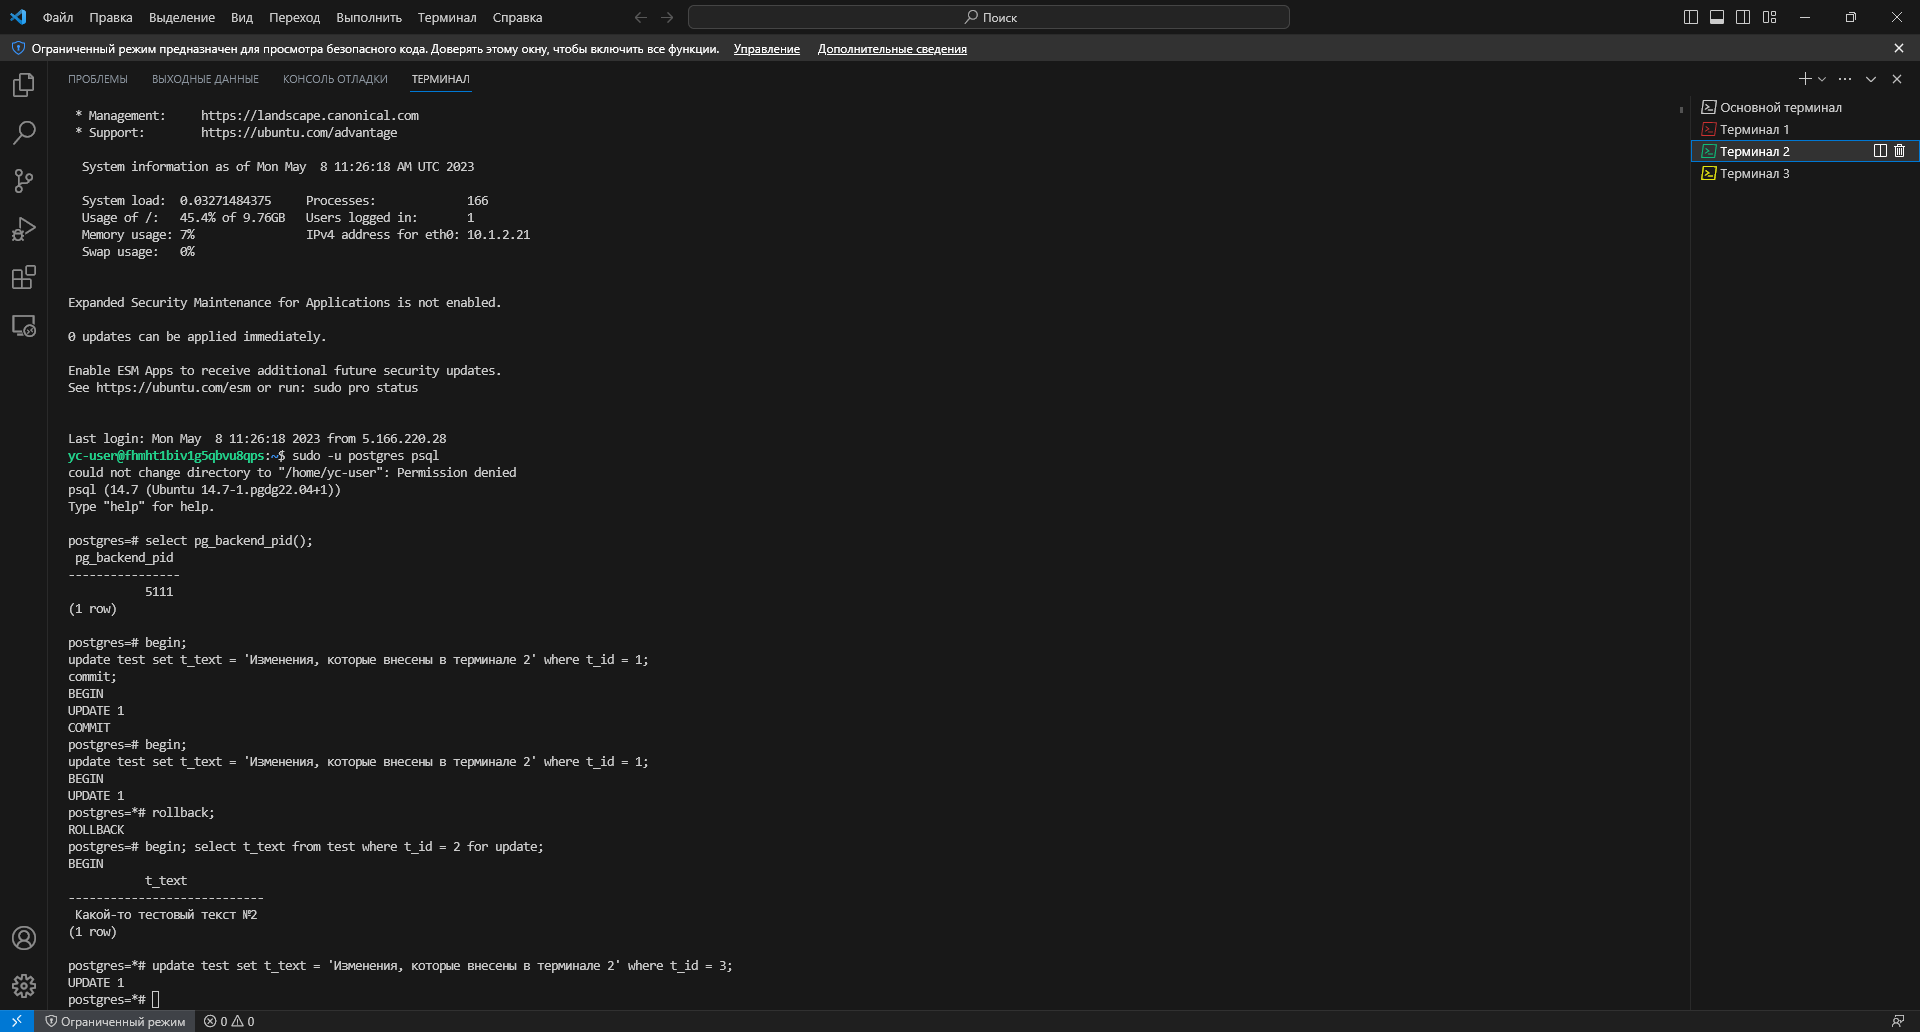 Файл Правка Выделение Вид Переход Выполнить Терминал Справка Поиск
Ограниченный режим предназначен для просмотра безопасного кода. Доверять этому окну, чтобы включить все функции. Управление Дополнительные сведения
ПРОБЛЕМЫ ВЫХОДНЫЕ ДАННЫЕ КОНСОЛЬ ОТЛАДКИ ТЕРМИНАЛ
* Management: https://landscape.canonical.com
* Support: https://ubuntu.com/advantage
System information as of Mon May  8 11:26:18 AM UTC 2023
System load: 0.03271484375 Processes: 166
Usage of /: 45.4% of 9.76GB Users logged in: 1
Memory usage: 7% IPv4 address for eth0: 10.1.2.21
Swap usage: 0%
Expanded Security Maintenance for Applications is not enabled.
0 updates can be applied immediately.
Enable ESM Apps to receive additional future security updates.
See https://ubuntu.com/esm or run: sudo pro status
Last login: Mon May  8 11:26:18 2023 from 5.166.220.28
yc-user@fhmht1biv1g5qbvu8qps:~$ sudo -u postgres psql
could not change directory to "/home/yc-user": Permission denied
psql (14.7 (Ubuntu 14.7-1.pgdg22.04+1))
Type "help" for help.
postgres=# select pg_backend_pid();
pg_backend_pid
----------------
5111
(1 row)
postgres=# begin;
update test set t_text = 'Изменения, которые внесены в терминале 2' where t_id = 1;
commit;
BEGIN
UPDATE 1
COMMIT
postgres=# begin;
update test set t_text = 'Изменения, которые внесены в терминале 2' where t_id = 1;
BEGIN
UPDATE 1
postgres=*# rollback;
ROLLBACK
postgres=# begin; select t_text from test where t_id = 2 for update;
BEGIN
t_text
----------------------------
Какой-то тестовый текст №2
(1 row)
postgres=*# update test set t_text = 'Изменения, которые внесены в терминале 2' where t_id = 3;
UPDATE 1
postgres=*#
Основной терминал
Терминал 1
Терминал 2
Терминал 3
Ограниченный режим 0 0